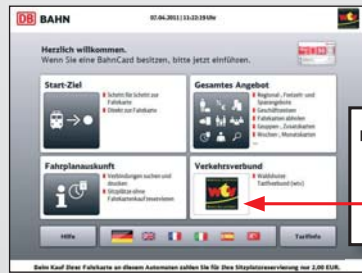 DB BAHN
07.04.2011 | 11:22:19 Uhr
Herzlich willkommen.
Wenn Sie eine BahnCard besitzen, bitte jetzt einführen.
Start-Ziel
Schritt für Schritt zur
Fahrkarte
Direkt zur Fahrkarte
Gesamtes Angebot
Regional-, Freizeit- und
Sparangebote
Geschäftsreisen
Fahrkarten abholen
Gruppen-, Zusatzkarten
Wochen-, Monatskarten
...
Fahrplanauskunft
Verbindungen suchen und
drucken
Sitzplätze ohne
Fahrkartenkauf reservieren
Verkehrsverbund
wtv
Waldshuter
Tarifverbund (wtv)
Hilfe
Tarifinfo
Beim Kauf Ihrer Fahrkarte an diesem Automaten zahlen Sie für Ihre Sitzplatzreservierung nur 2,00 EUR.